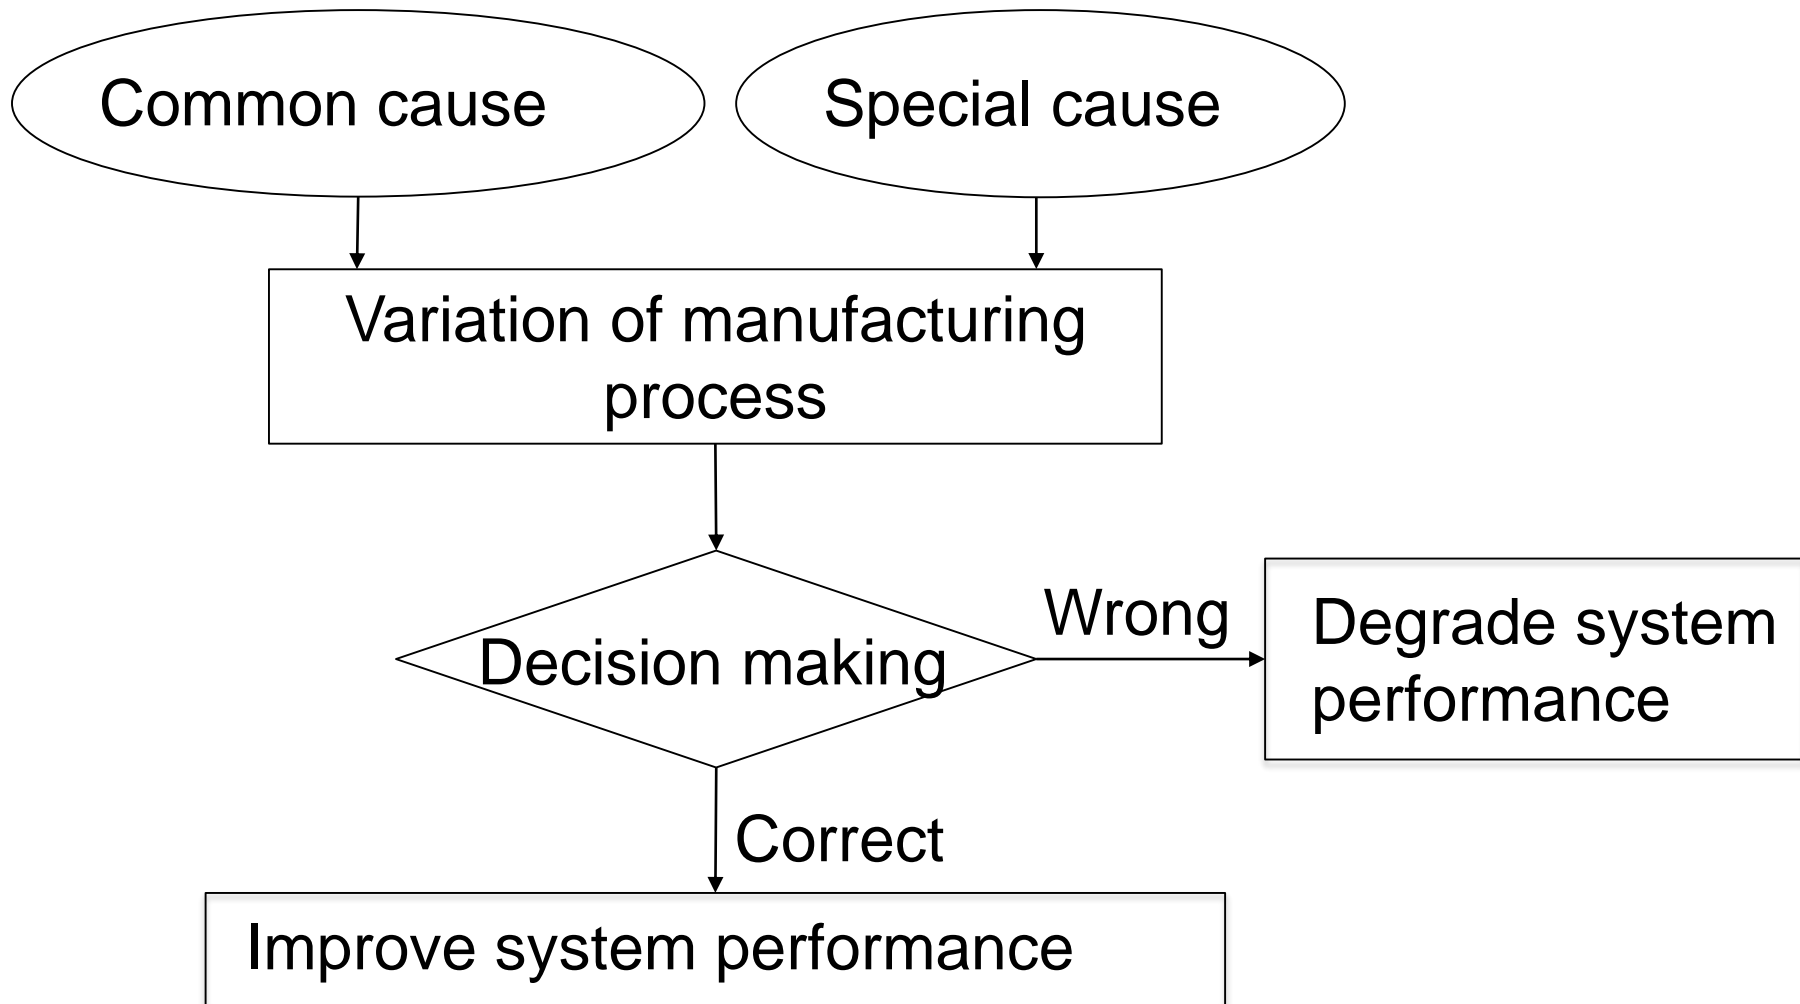 Common cause
Special cause
Variation of manufacturing
process
Decision making
Wrong
Degrade system
performance
Correct
Improve system performance